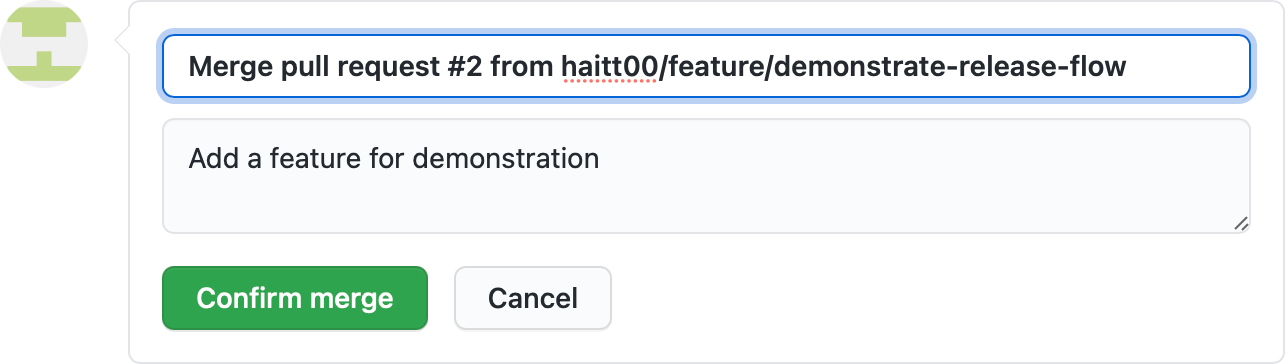 Merge pull request #2 from haitt00/feature/demonstrate-release-flow
Add a feature for demonstration
Confirm merge
Cancel